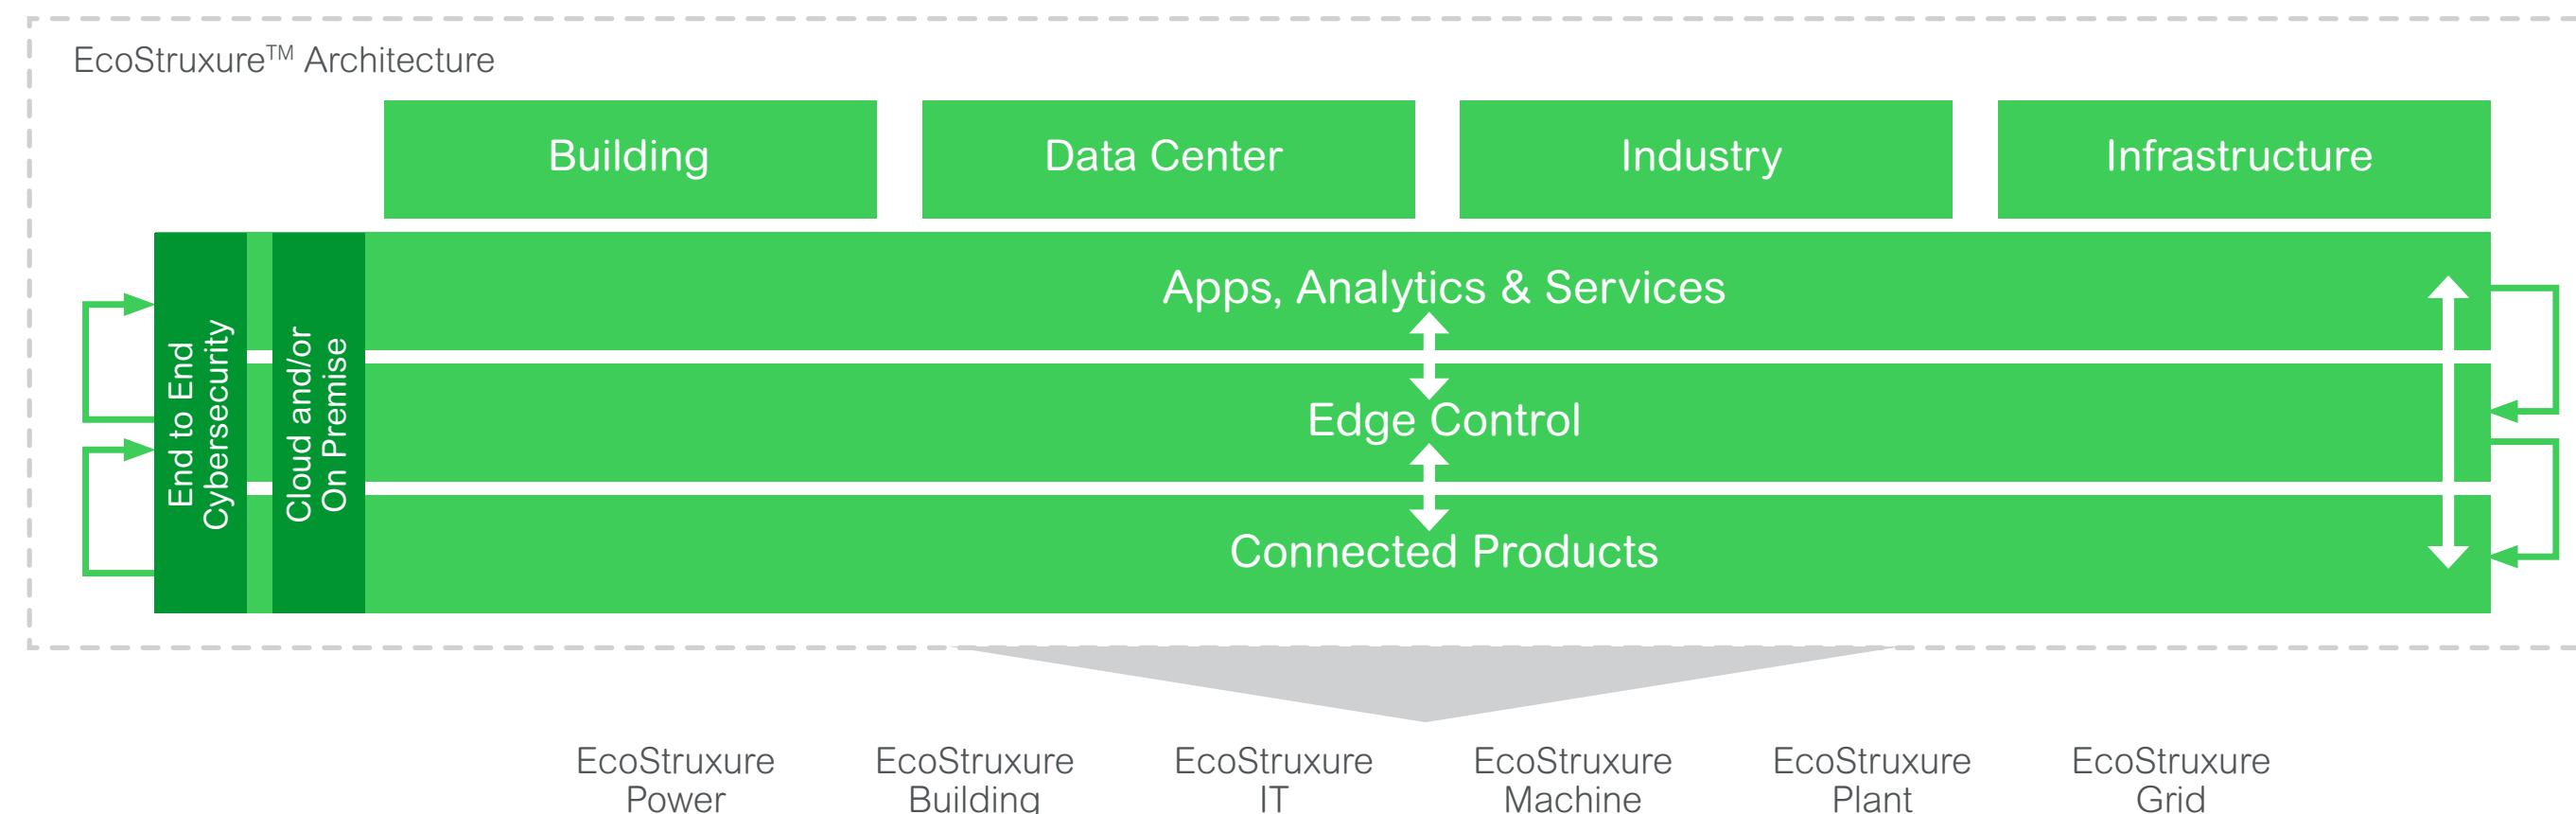 EcoStruxure™ Architecture
Building
Data Center
Industry
Infrastructure
End to End
Cybersecurity
Cloud and/or
On Premise
Apps, Analytics & Services
Edge Control
Connected Products
EcoStruxure
Power
EcoStruxure
Building
EcoStruxure
IT
EcoStruxure
Machine
EcoStruxure
Plant
EcoStruxure
Grid